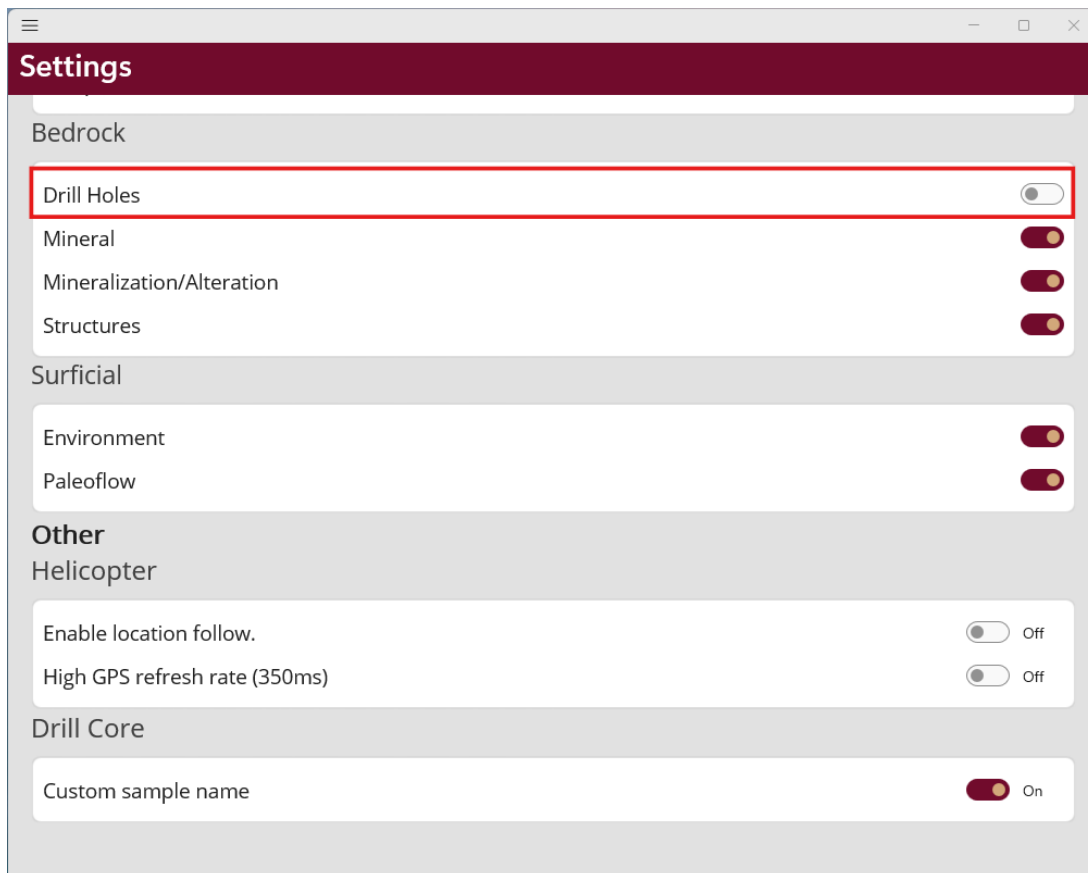 Settings
Bedrock
Drill Holes
Mineral
Mineralization/Alteration
Structures
Surficial
Environment
Paleoflow
Other
Helicopter
Enable location follow. Off
High GPS refresh rate (350ms) Off
Drill Core
Custom sample name On